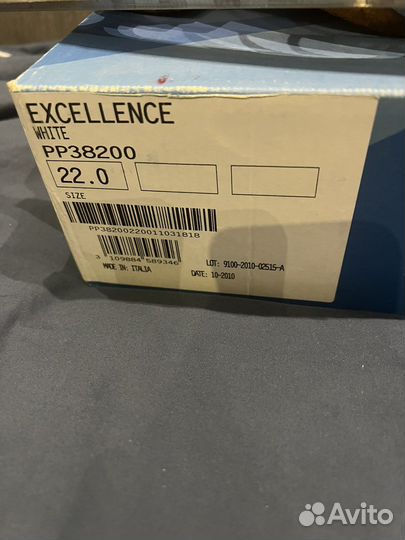 EXCELLENCE
WHITE
PP38200
22.0
SIZE
PP38200220011031818
3 109884 589346
MADE IN: ITALIA
LOT: 9100-2010-02515-A
DATE: 10-2010
Avito